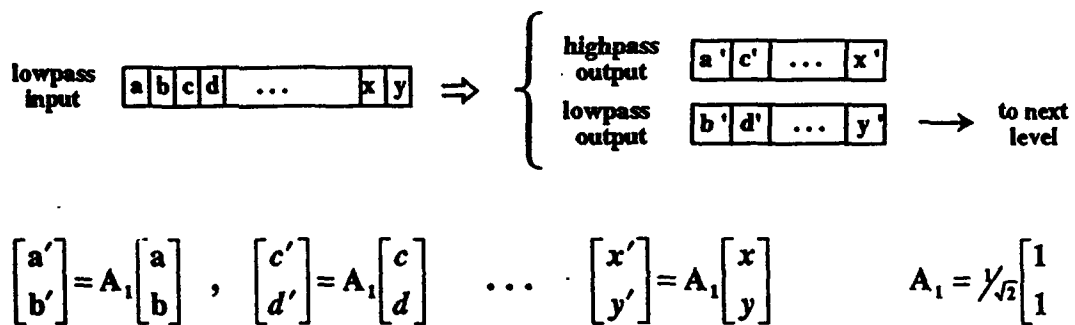 lowpass input
a b c d ... x y
⇒
highpass output
a' c' ... x'
lowpass output
b' d' ... y'
→ to next level
[a′ b′] = A₁ [a b] , [c′ d′] = A₁ [c d] ... [x′ y′] = A₁ [x y] A₁ = 1/√2 [1 1